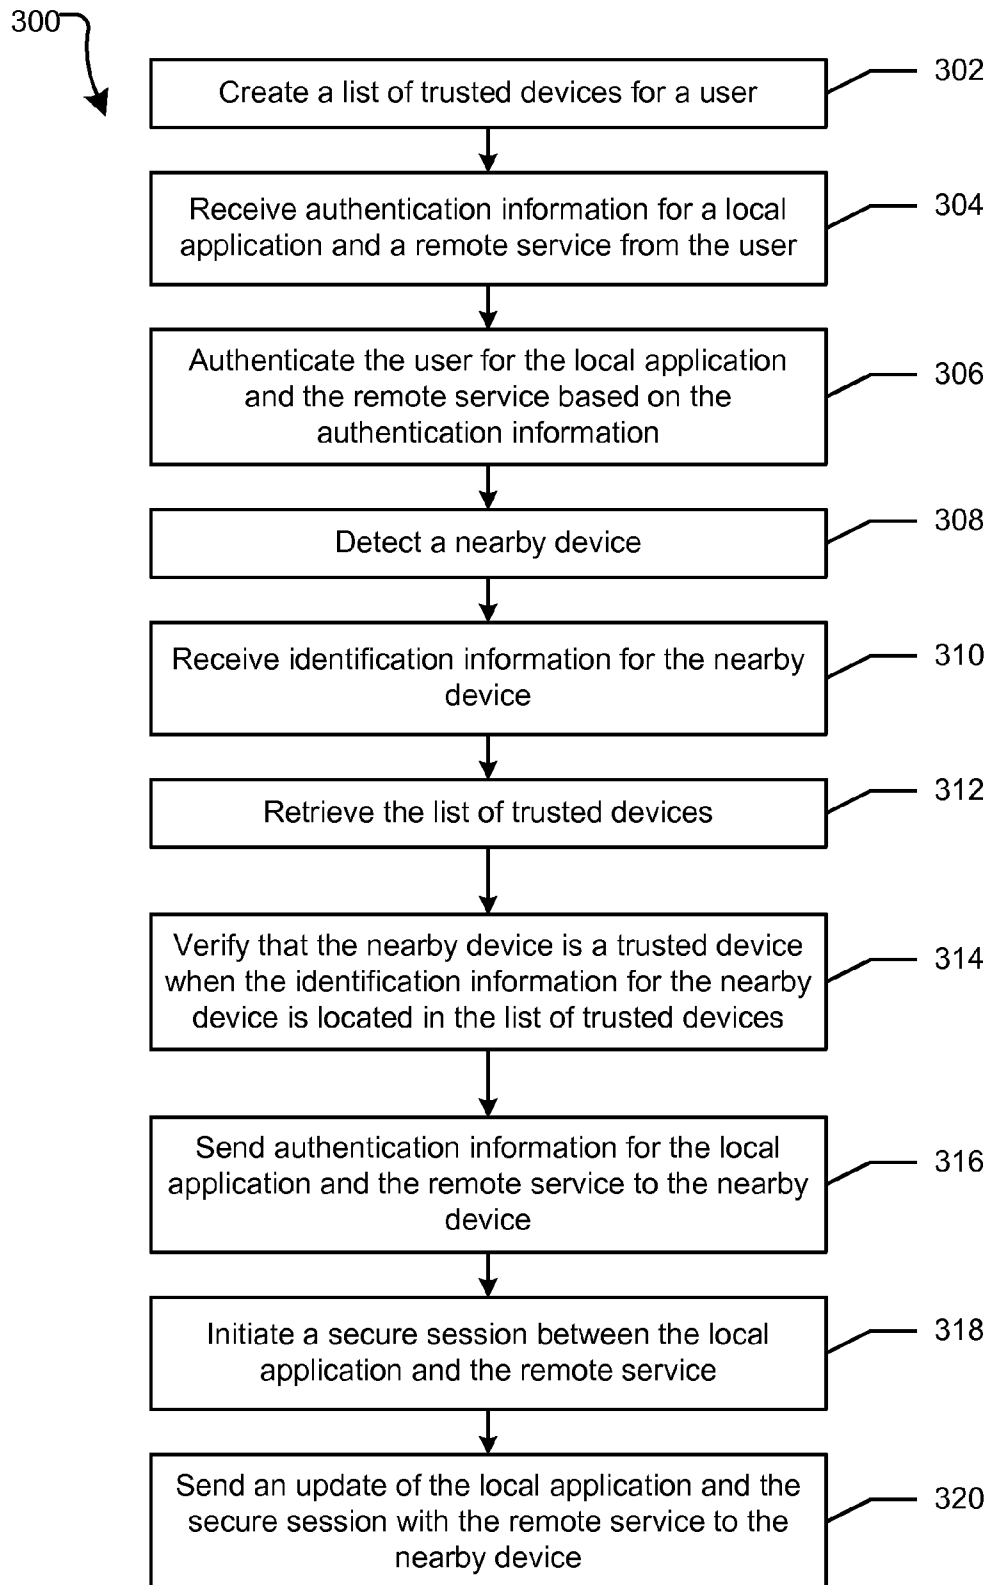 300
Create a list of trusted devices for a user
302
Receive authentication information for a local
application and a remote service from the user
304
Authenticate the user for the local application
and the remote service based on the
authentication information
306
Detect a nearby device
308
Receive identification information for the nearby
device
310
Retrieve the list of trusted devices
312
Verify that the nearby device is a trusted device
when the identification information for the nearby
device is located in the list of trusted devices
314
Send authentication information for the local
application and the remote service to the nearby
device
316
Initiate a secure session between the local
application and the remote service
318
Send an update of the local application and the
secure session with the remote service to the
nearby device
320